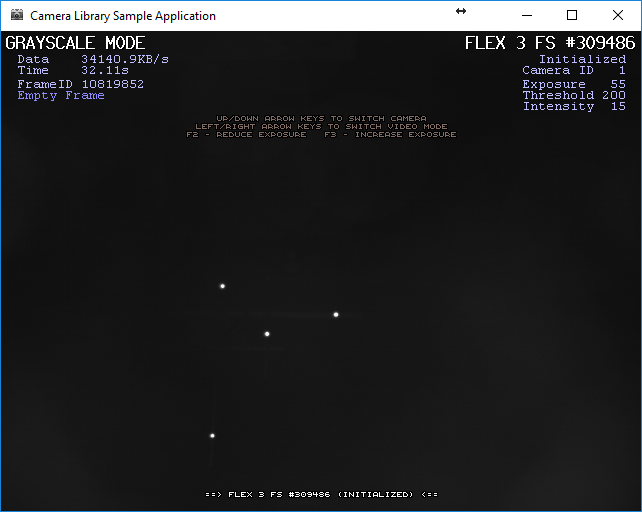 Camera Library Sample Application
GRAYSCALE MODE
FLEX 3 FS #309486
Data 34140.9KB/s
Initialized
Time 32.11s
Camera ID 1
FrameID 10819852
Exposure 55
Empty Frame
Threshold 200
Intensity 15
UP/DOWN ARROW KEYS TO SWITCH CAMERA
LEFT/RIGHT ARROW KEYS TO SWITCH VIDEO MODE
F2 - REDUCE EXPOSURE F3 - INCREASE EXPOSURE
==> FLEX 3 FS #309486 (INITIALIZED) <==